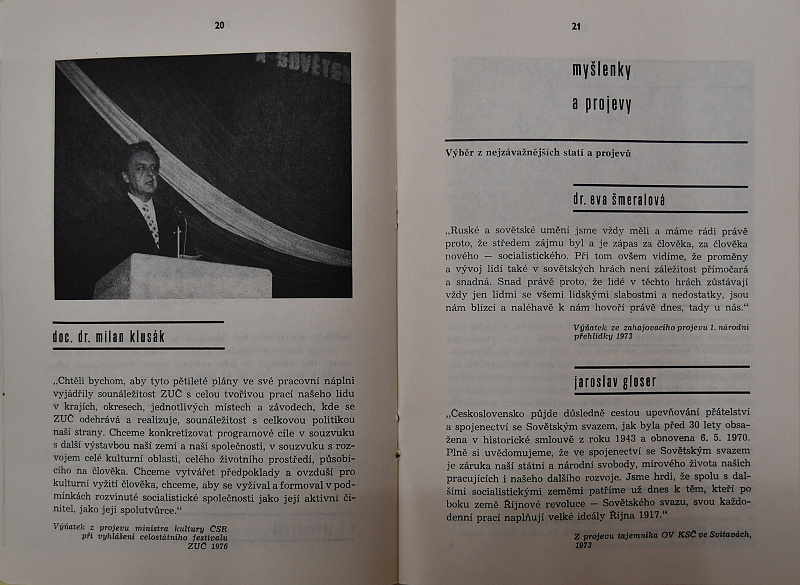 20
A SOVĚTSK
doc. dr. milan klusák
„Chtěli bychom, aby tyto pětileté plány ve své pracovní náplni
vyjádřily sounáležitost ZUČ s celou tvořivou prací našeho lidu
v krajích, okresech, jednotlivých místech a závodech, kde se
ZUČ odehrává a realizuje, sounáležitost s celkovou politikou
naší strany. Chceme konkretizovat programové cíle v souzvuku
s další výstavbou naší zemi a naší společnosti, v souzvuku s roz-
vojem celé kulturní oblasti, celého životního prostředí, působí-
cího na člověka. Chceme vytvářet předpoklady a ovzduší pro
kulturní vyžití člověka, chceme, aby se vyžíval a formoval v pod-
mínkách rozvinuté socialistické společnosti jako její aktivní či-
nitel, jako její spolutvůrce.“
Výňatek z projevu ministra kultury ČSR
při vyhlášení celostátního festivalu
ZUČ 1976
21
myšlenky
a projevy
Výběr z nejzávažnějších statí a projevů
dr. eva šmeralová
„Ruské a sovětské umění jsme vždy měli a máme rádi právě
proto, že středem zájmu byl a je zápas za člověka, za člověka
nového — socialistického. Při tom ovšem vidíme, že proměny
a vývoj lidí také v sovětských hrách není záležitost přímočará
a snadná. Snad právě proto, že lidé v těchto hrách zůstávají
vždy jen lidmi se všemi lidskými slabostmi a nedostatky, jsou
nám blízcí a naléhavě k nám hovoří právě dnes, tady u nás.“
Výňatek ze zahajovacího projevu 1. národní
přehlídky 1973
jaroslav gloser
„Československo půjde důsledně cestou upevňování přátelství
a spojenectví se Sovětským svazem, jak byla před 30 lety obsa-
žena v historické smlouvě z roku 1943 a obnovena 6. 5. 1970.
Plně si uvědomujeme, že ve spojenectví se Sovětským svazem
je záruka naší státní a národní svobody, mírového života našich
pracujících i našeho dalšího rozvoje. Jsme hrdi, že spolu s dal-
šími socialistickými zeměmi patříme už dnes k těm, kteří po
boku země Říjnové revoluce — Sovětského svazu, svou každo-
denní prací naplňují velké ideály Října 1917.“
Z projevu tajemníka OV KSČ ve Svitavách,
1973